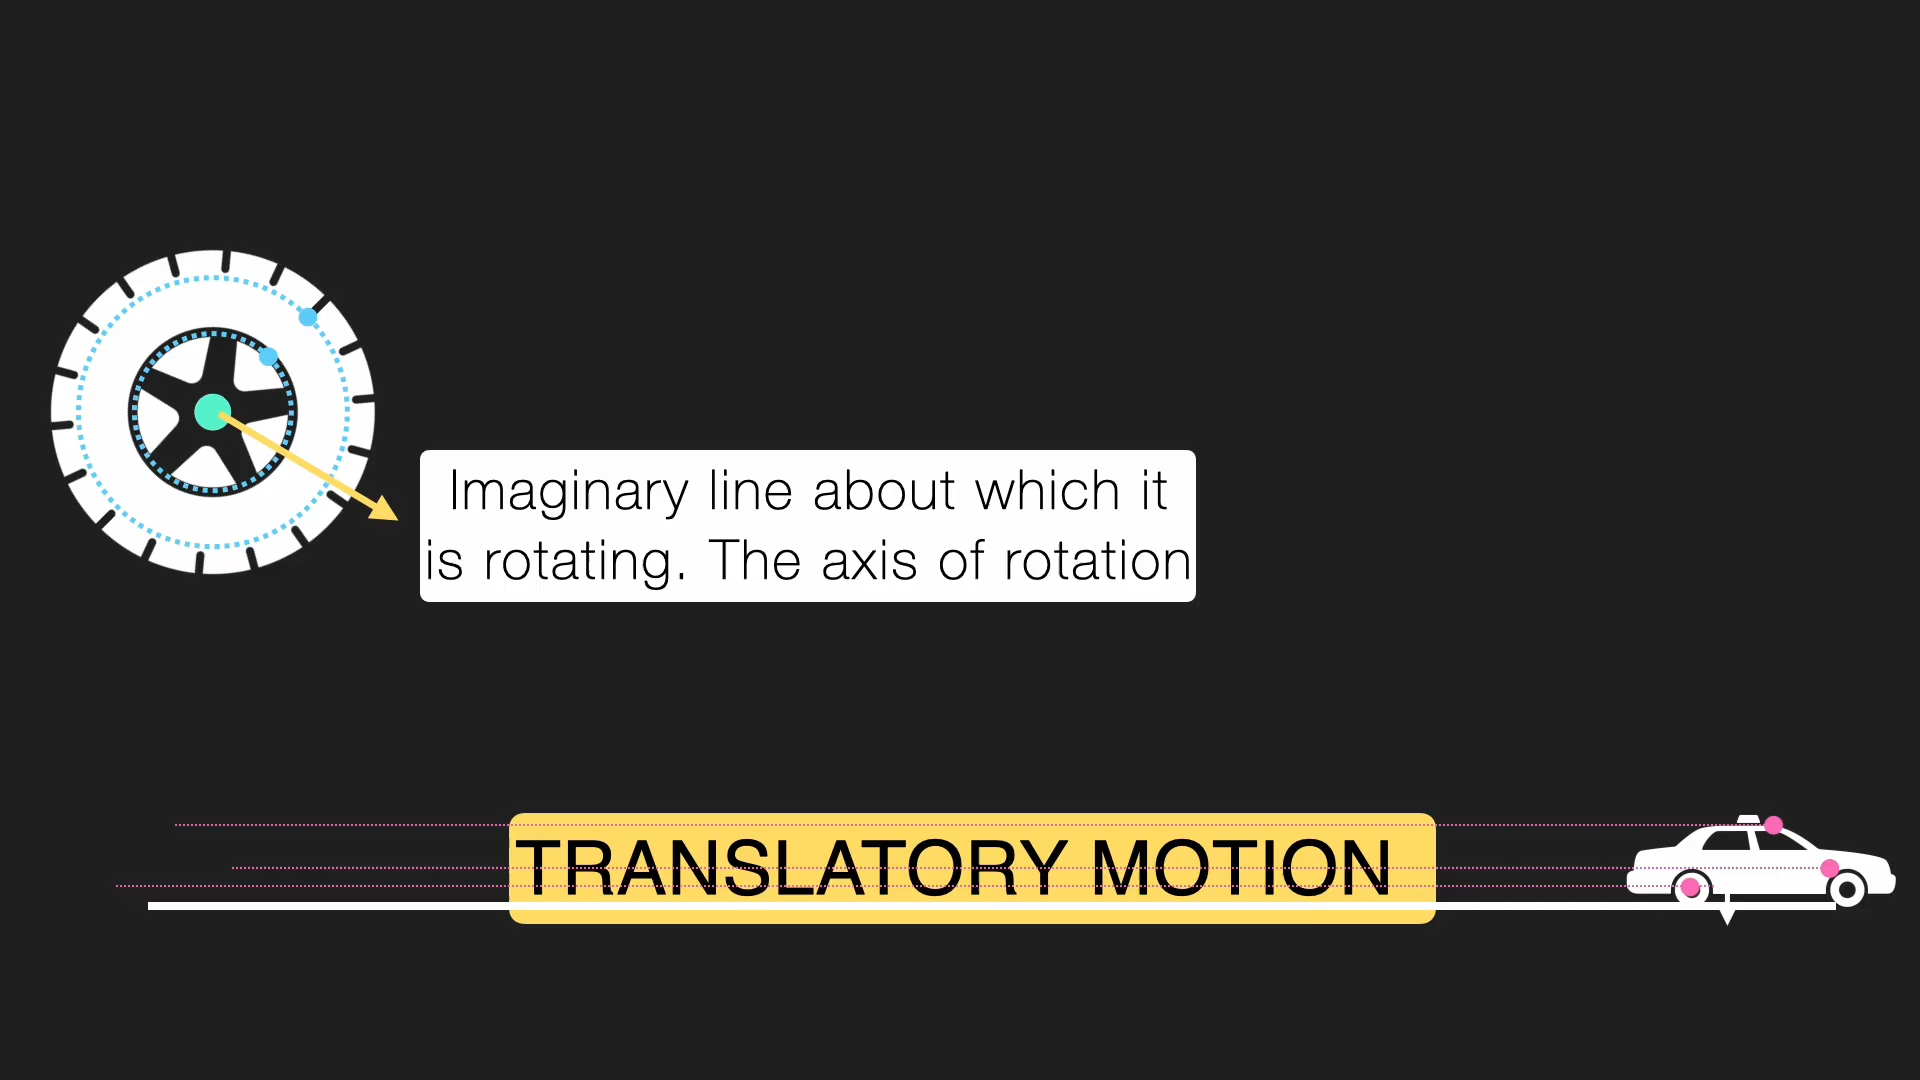 Imaginary line about which it
is rotating. The axis of rotation
TRANSLATORY MOTION